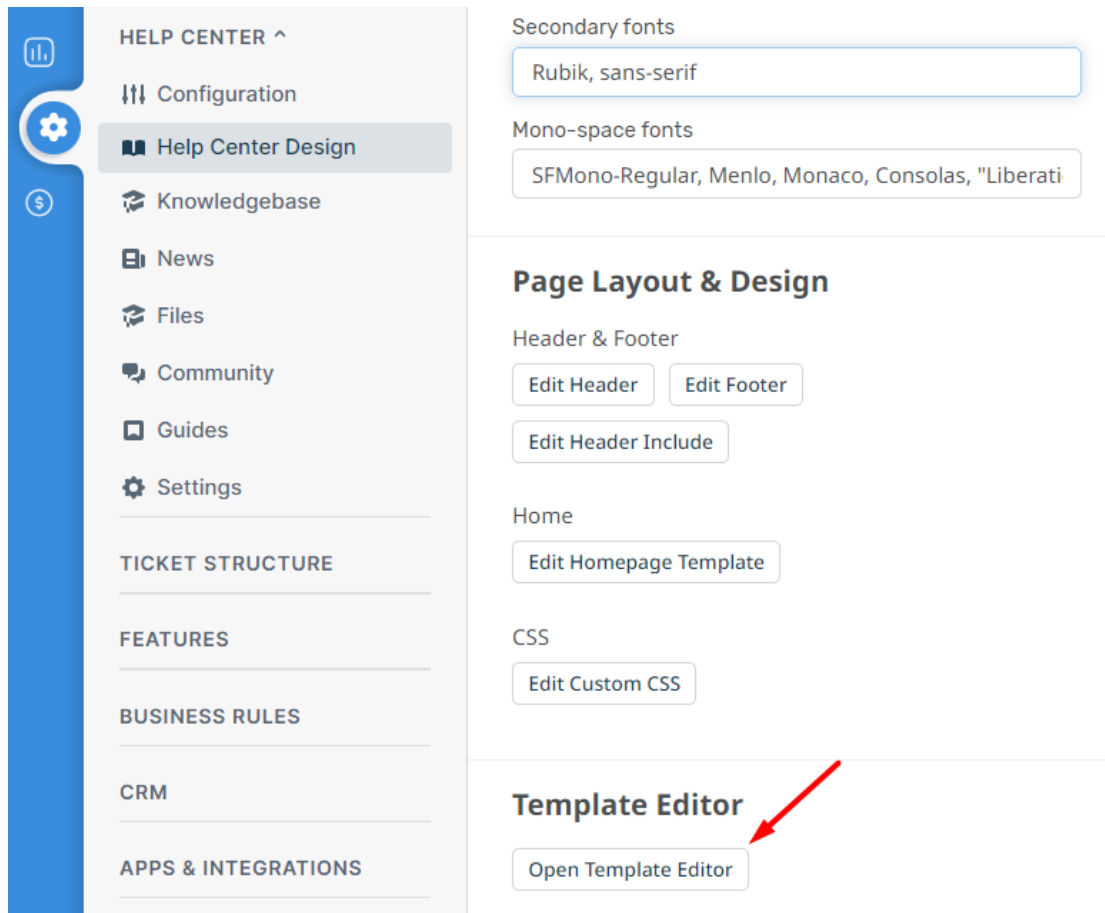 HELP CENTER ^
Configuration
Help Center Design
Knowledgebase
News
Files
Community
Guides
Settings
TICKET STRUCTURE
FEATURES
BUSINESS RULES
CRM
APPS & INTEGRATIONS
Secondary fonts
Rubik, sans-serif
Mono-space fonts
SFMono-Regular, Menlo, Monaco, Consolas, "Liberati
Page Layout & Design
Header & Footer
Edit Header
Edit Footer
Edit Header Include
Home
Edit Homepage Template
CSS
Edit Custom CSS
Template Editor
Open Template Editor